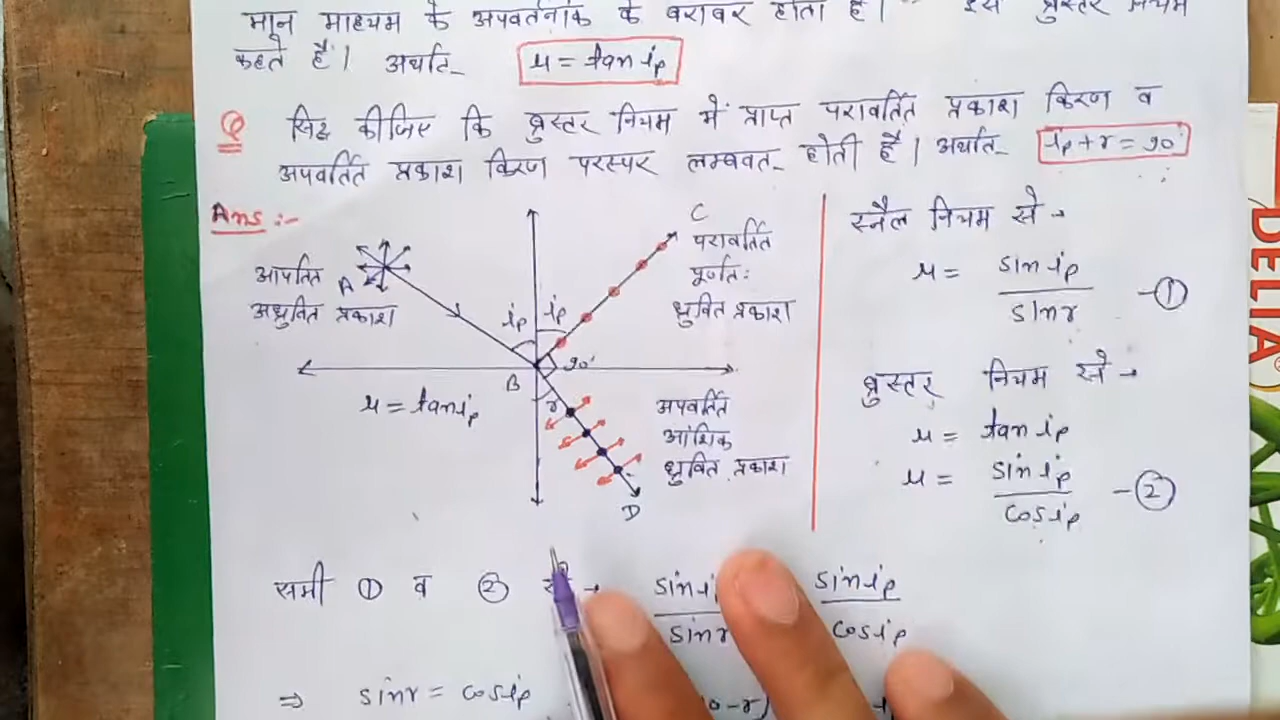 मान माध्यम के अपवर्तनांक के बराबर होता है। इसे ब्रुस्टर नियम
कहते हैं। अर्थात- μ = tan ip
Q सिद्ध कीजिए कि ब्रुस्टर नियम में प्राप्त परावर्तित प्रकाश किरण व
अपवर्तित प्रकाश किरण परस्पर लम्बवत- होती है। अर्थात- ip + r = 90°
Ans :-
आपतित
A
अध्रुवित प्रकाश
C
परावर्तित
पूर्णतः
ध्रुवित प्रकाश
ip ip
B 90°
r
μ = tan ip
अपवर्तित
आंशिक
ध्रुवित प्रकाश
D
स्नैल नियम से →
μ = sin ip / sin r - ①
ब्रुस्टर नियम से →
μ = tan ip
μ = sin ip / cos ip - ②
समी ① व ②
sin i
sin r
sin ip / cos ip
⇒ sin r = cos ip
- r)
DELIA)